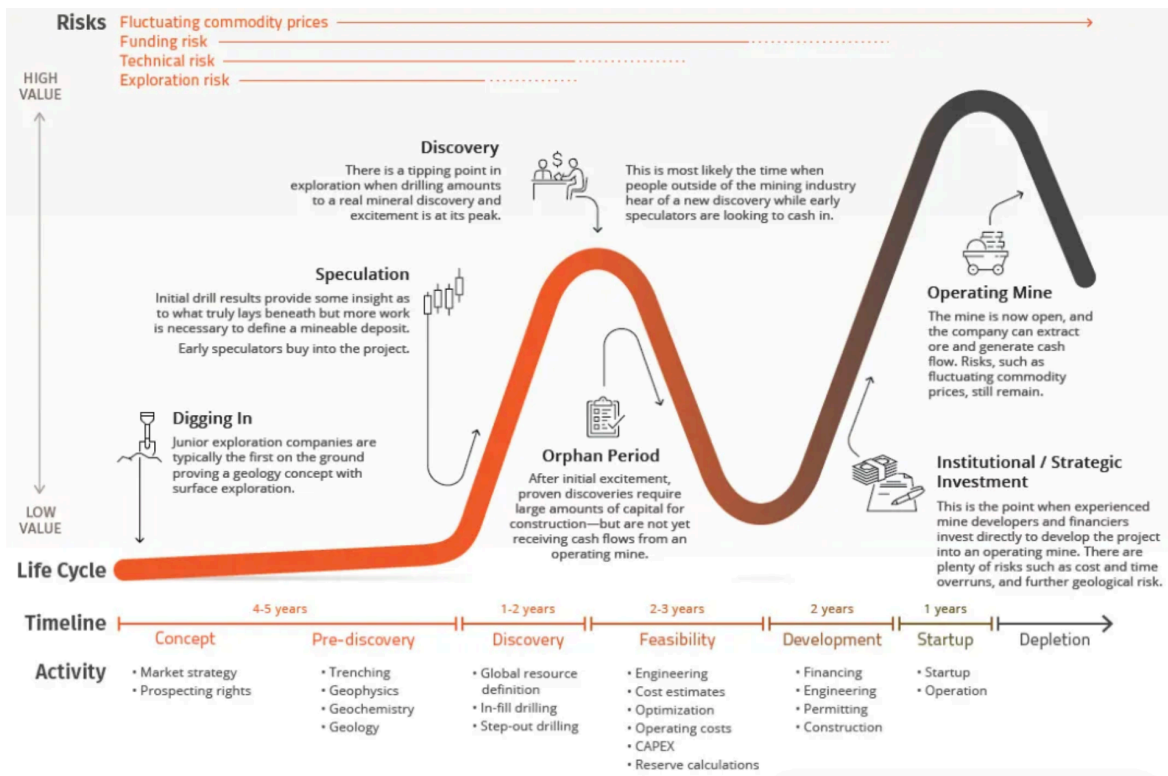 Risks
Fluctuating commodity prices
Funding risk
Technical risk
Exploration risk
HIGH
VALUE
LOW
VALUE
Discovery
There is a tipping point in
exploration when drilling amounts
to a real mineral discovery and
excitement is at its peak.
$
This is most likely the time when
people outside of the mining industry
hear of a new discovery while early
speculators are looking to cash in.
Speculation
Initial drill results provide some insight as
to what truly lays beneath but more work
is necessary to define a mineable deposit.
Early speculators buy into the project.
Digging In
Junior exploration companies are
typically the first on the ground
proving a geology concept with
surface exploration.
Orphan Period
After initial excitement,
proven discoveries require
large amounts of capital for
construction—but are not yet
receiving cash flows from an
operating mine.
Operating Mine
The mine is now open, and
the company can extract
ore and generate cash
flow. Risks, such as
fluctuating commodity
prices, still remain.
Institutional / Strategic
Investment
This is the point when experienced
mine developers and financiers
invest directly to develop the project
into an operating mine. There are
plenty of risks such as cost and time
overruns, and further geological risk.
Life Cycle
Timeline
4-5 years
1-2 years
2-3 years
2 years
1 years
Concept
Pre-discovery
Discovery
Feasibility
Development
Startup
Depletion
Activity
• Market strategy
• Prospecting rights
• Trenching
• Geophysics
• Geochemistry
• Geology
• Global resource
definition
• In-fill drilling
• Step-out drilling
• Engineering
• Cost estimates
• Optimization
• Operating costs
• CAPEX
• Reserve calculations
• Financing
• Engineering
• Permitting
• Construction
• Startup
• Operation